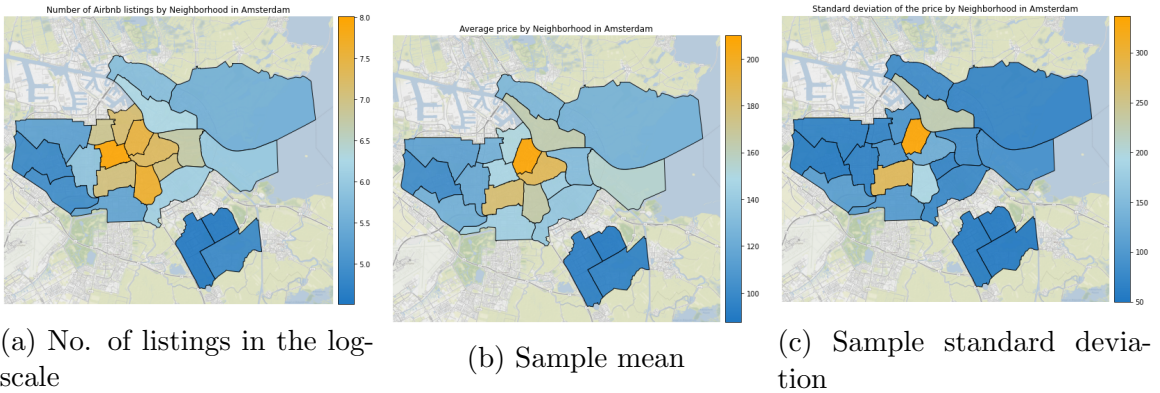 Number of Airbnb listings by Neighborhood in Amsterdam
8.0
7.5
7.0
6.5
6.0
5.5
5.0
(a) No. of listings in the log-
scale
Average price by Neighborhood in Amsterdam
200
180
160
140
120
100
(b) Sample mean
Standard deviation of the price by Neighborhood in Amsterdam
300
250
200
150
100
50
(c) Sample standard devia-
tion